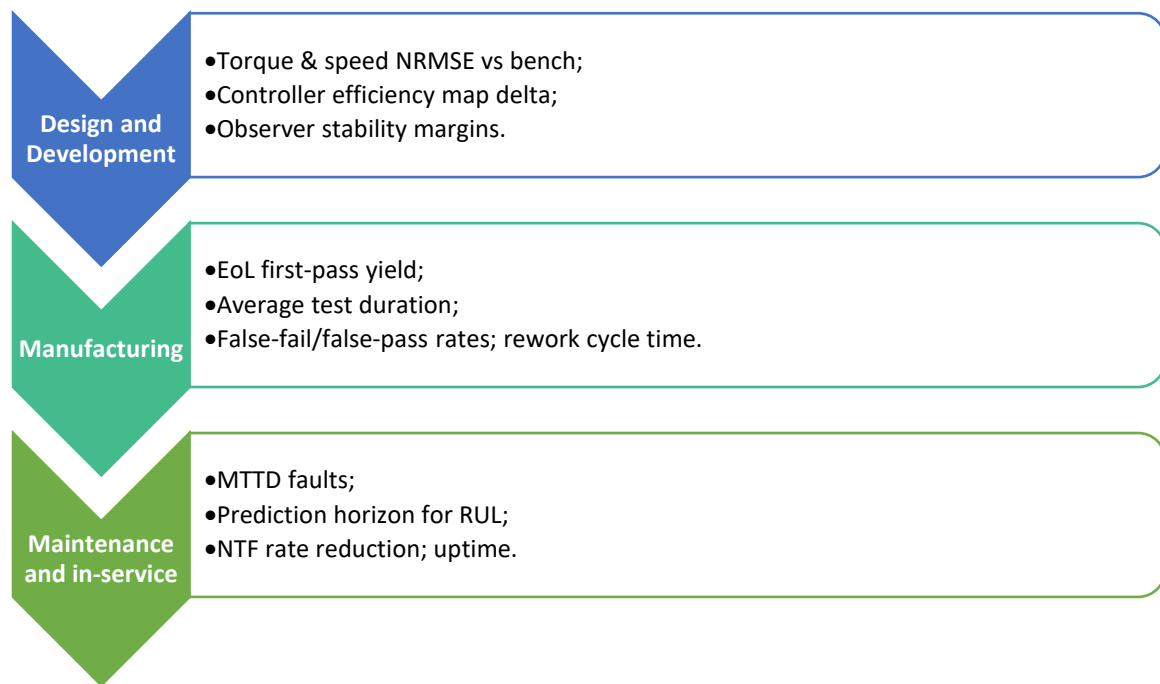 Design and
Development
•Torque & speed NRMSE vs bench;
•Controller efficiency map delta;
•Observer stability margins.
Manufacturing
•EoL first-pass yield;
•Average test duration;
•False-fail/false-pass rates; rework cycle time.
Maintenance
and in-service
•MTTD faults;
•Prediction horizon for RUL;
•NTF rate reduction; uptime.